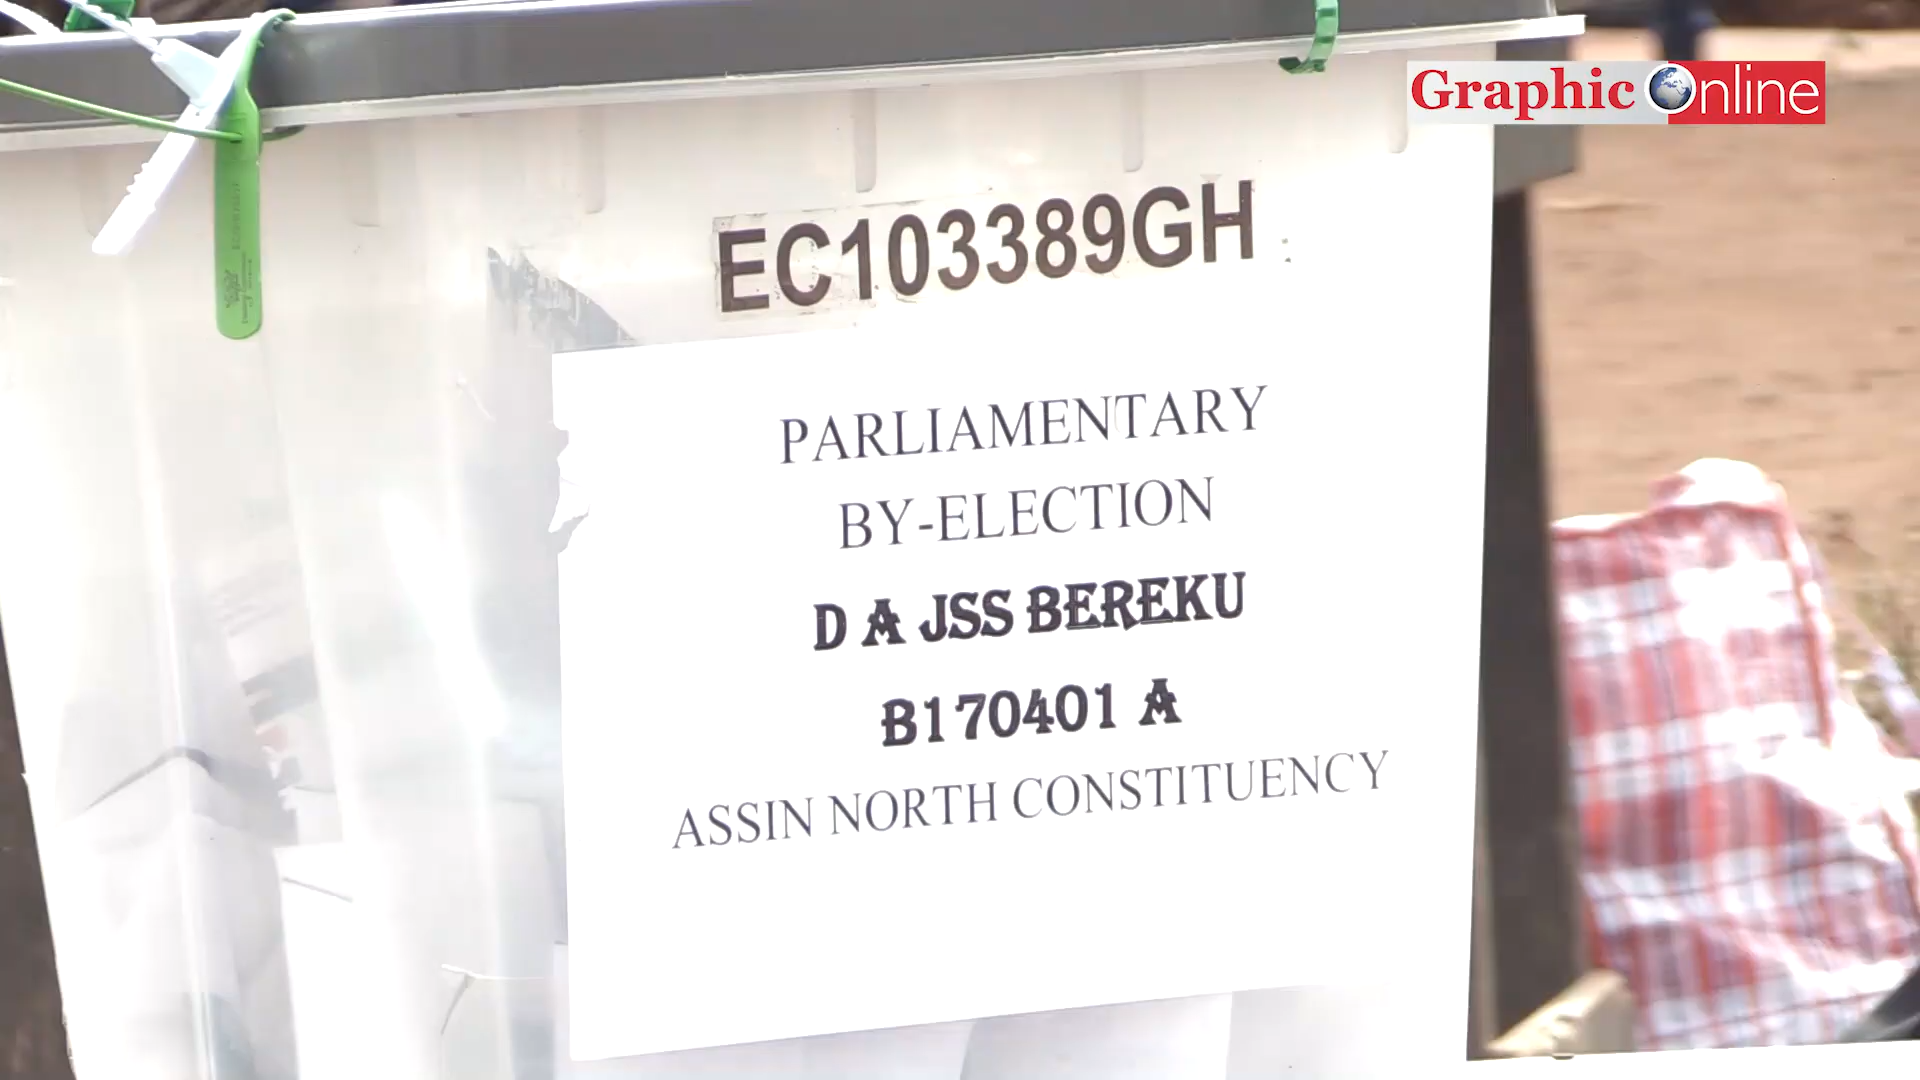 Graphic Online
EC103389GH
PARLIAMENTARY
BY-ELECTION
D A JSS BEREKU
B170401 A
ASSIN NORTH CONSTITUENCY